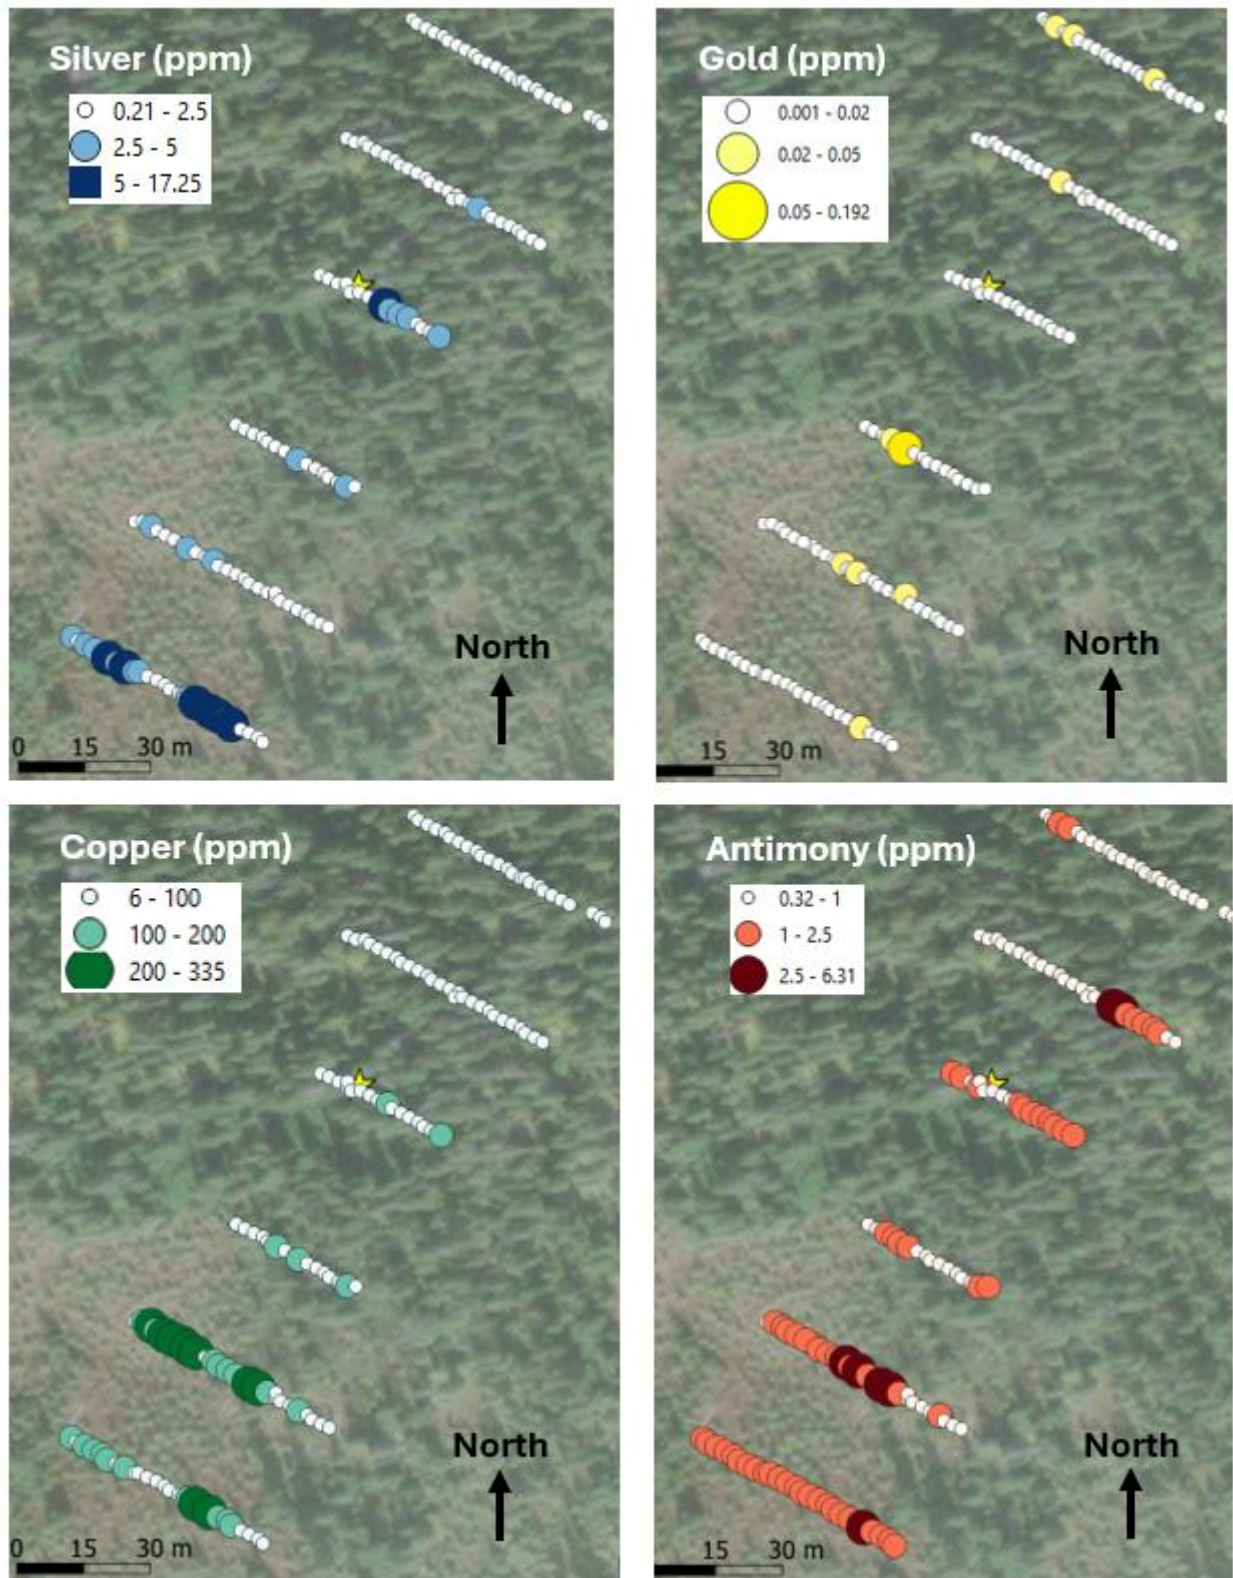 Silver (ppm)
0.21 - 2.5
2.5 - 5
5 - 17.25
North
0 15 30 m
Gold (ppm)
0.001 - 0.02
0.02 - 0.05
0.05 - 0.192
North
15 30 m
Copper (ppm)
6 - 100
100 - 200
200 - 335
North
0 15 30 m
Antimony (ppm)
0.32 - 1
1 - 2.5
2.5 - 6.31
North
15 30 m